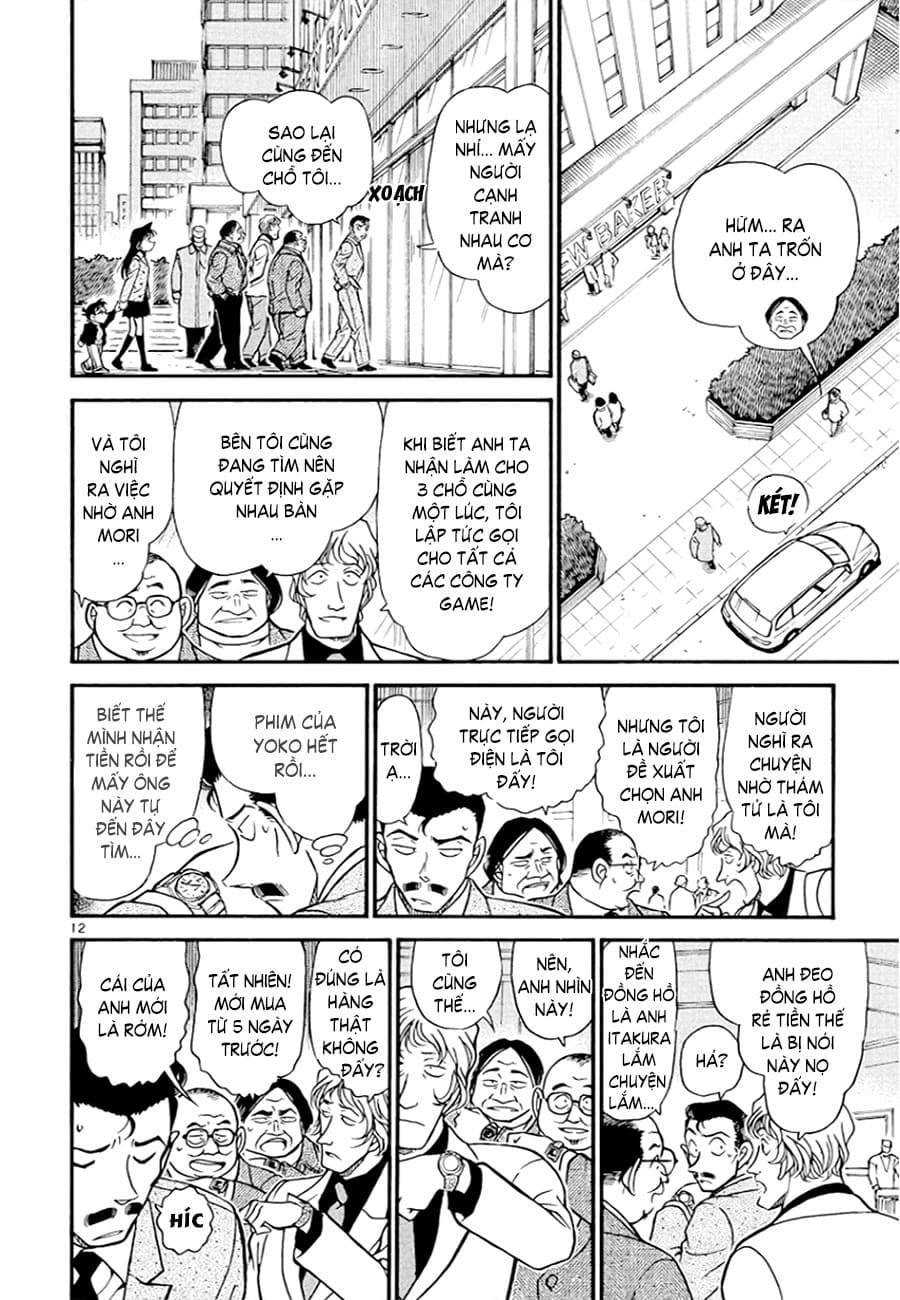 HỪM... RA
ANH TA TRỐN
Ở ĐÂY...
EW BAKER
KÉT!
NHƯNG LẠ
NHỈ... MẤY
NGƯỜI
CẠNH
TRANH
NHAU CƠ
MÀ?
SAO LẠI
CÙNG ĐẾN
CHỖ TÔI...
XOẠCH
KHI BIẾT ANH TA
NHẬN LÀM CHO
3 CHỖ CÙNG
MỘT LÚC, TÔI
LẬP TỨC GỌI
CHO TẤT CẢ
CÁC CÔNG TY
GAME!
BÊN TÔI CŨNG
ĐANG TÌM NÊN
QUYẾT ĐỊNH GẶP
NHAU BÀN
...
VÀ TÔI
NGHĨ
RA VIỆC
NHỜ ANH
MORI
...
NGƯỜI
NGHĨ RA
CHUYỆN
NHỜ THÁM
TỬ LÀ TÔI
MÀ!
NHƯNG TÔI
LÀ NGƯỜI
ĐỀ XUẤT
CHỌN ANH
MORI!
NÀY, NGƯỜI
TRỰC TIẾP GỌI
ĐIỆN LÀ TÔI
ĐẤY!
TRỜI
Ạ...
PHIM CỦA
YOKO HẾT
RỒI...
BIẾT THẾ
MÌNH NHẬN
TIỀN RỒI ĐỂ
MẤY ÔNG
NÀY TỰ
ĐẾN ĐÂY
TÌM...
12
ANH ĐEO
ĐỒNG HỒ
RẺ TIỀN THẾ
LÀ BỊ NÓI
NÀY NỌ
ĐẤY!
HẢ?
NHẮC
ĐẾN
ĐỒNG HỒ
LÀ ANH
ITAKURA
LẮM
CHUYỆN
LẮM...
NÊN,
ANH NHÌN
NÀY!
TÔI
CŨNG
THẾ...
CÓ
ĐÚNG LÀ
HÀNG
THẬT
KHÔNG
ĐẤY?
TẤT NHIÊN!
MỚI MUA
TỪ 5 NGÀY
TRƯỚC!
CÁI CỦA
ANH MỚI
LÀ RỞM!
HÍC